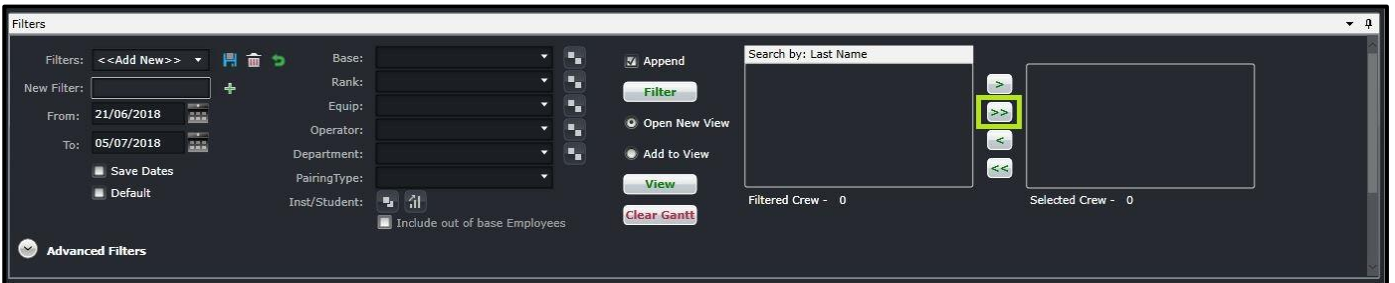 Filters
Filters: <<Add New>>
New Filter:
From: 21/06/2018
To: 05/07/2018
Save Dates
Default
Base:
Rank:
Equip:
Operator:
Department:
PairingType:
Inst/Student:
Include out of base Employees
Append
Filter
Open New View
Add to View
View
Clear Gantt
Search by: Last Name
Filtered Crew - 0
>
>>
<
<<
Selected Crew - 0
Advanced Filters